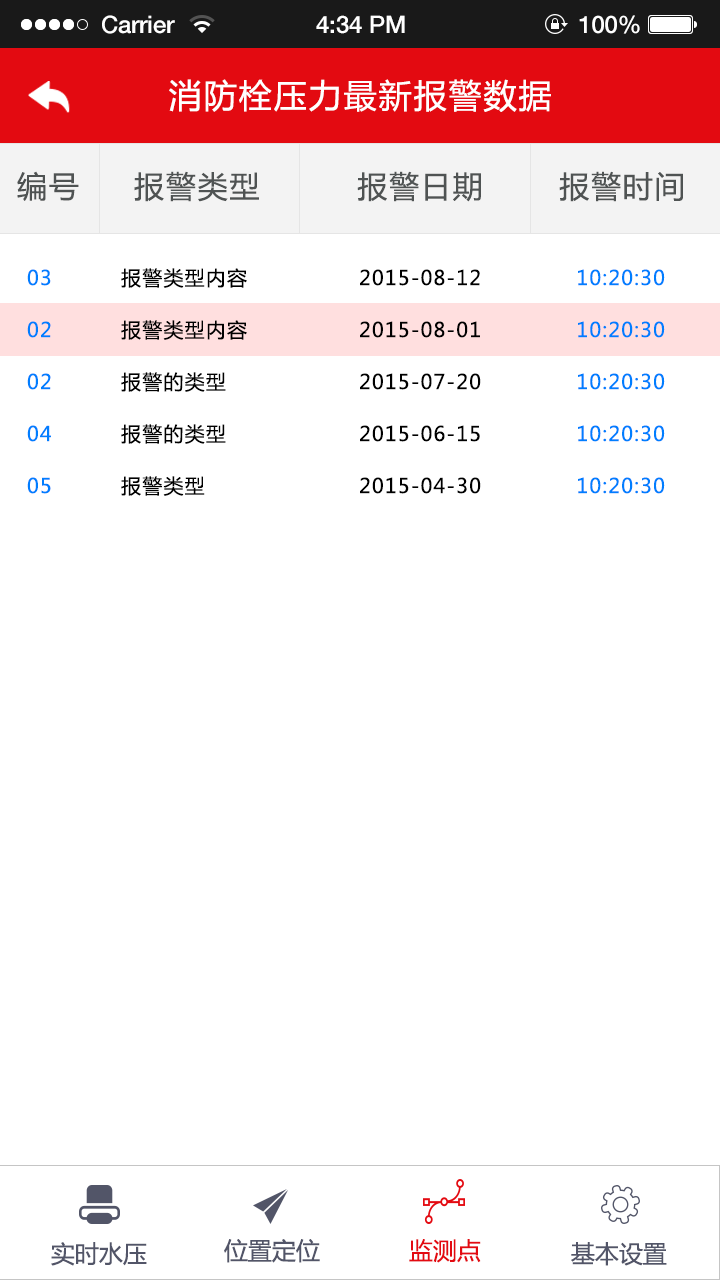 Carrier 4:34 PM 100%
消防栓压力最新报警数据
编号 报警类型 报警日期 报警时间
03 报警类型内容 2015-08-12 10:20:30
02 报警类型内容 2015-08-01 10:20:30
02 报警的类型 2015-07-20 10:20:30
04 报警的类型 2015-06-15 10:20:30
05 报警类型 2015-04-30 10:20:30
实时水压 位置定位 监测点 基本设置